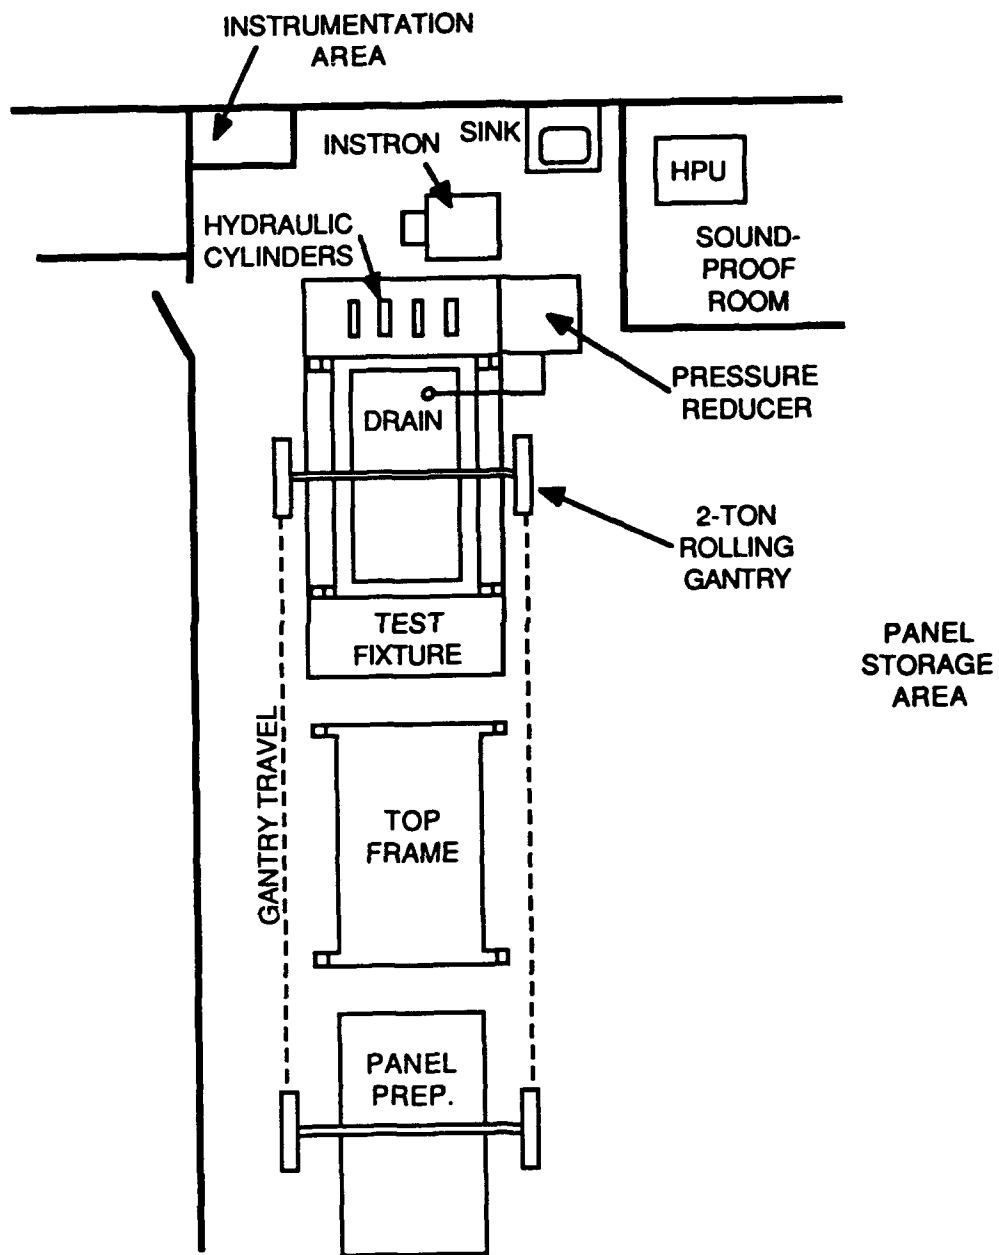 INSTRUMENTATION
AREA
INSTRON
SINK
HPU
SOUND-
PROOF
ROOM
HYDRAULIC
CYLINDERS
PRESSURE
REDUCER
DRAIN
2-TON
ROLLING
GANTRY
TEST
FIXTURE
PANEL
STORAGE
AREA
GANTRY TRAVEL
TOP
FRAME
PANEL
PREP.